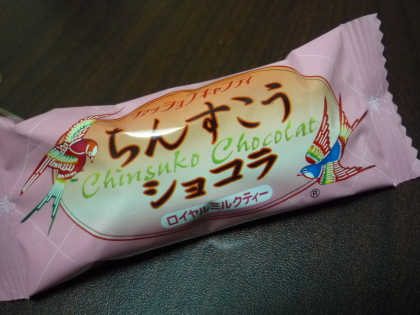 ファッションキャンディ
ちんすこう
Chinsuko Chocolat
ショコラ
ロイヤルミルクティー
®